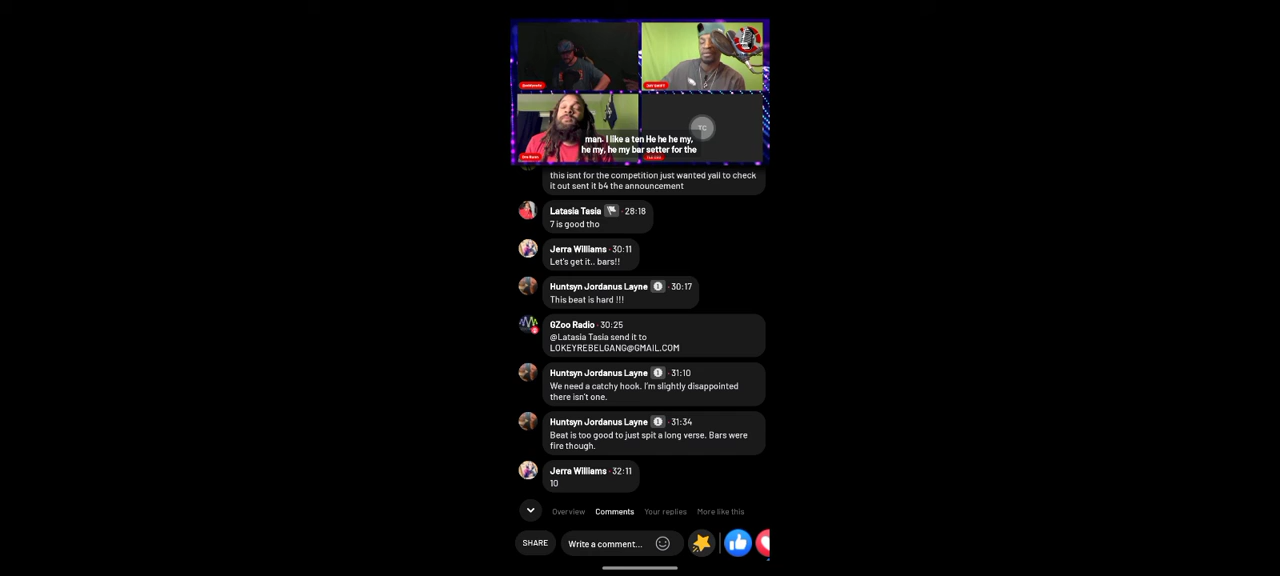 TC
man. I like a ten He he he my,
he my, he my bar setter for the
this isnt for the competition just wanted yall to check
it out sent it b4 the announcement
Latasia Tasia · 28:18
7 is good tho
Jerra Williams · 30:11
Let's get it.. bars!!
Huntsyn Jordanus Layne · 30:17
This beat is hard !!!
GZoo Radio · 30:25
@Latasia Tasia send it to
LOKEYREBELGANG@GMAIL.COM
Huntsyn Jordanus Layne · 31:10
We need a catchy hook. I'm slightly disappointed
there isn't one.
Huntsyn Jordanus Layne · 31:34
Beat is too good to just spit a long verse. Bars were
fire though.
Jerra Williams · 32:11
10
Overview Comments Your replies More like this
SHARE Write a comment...